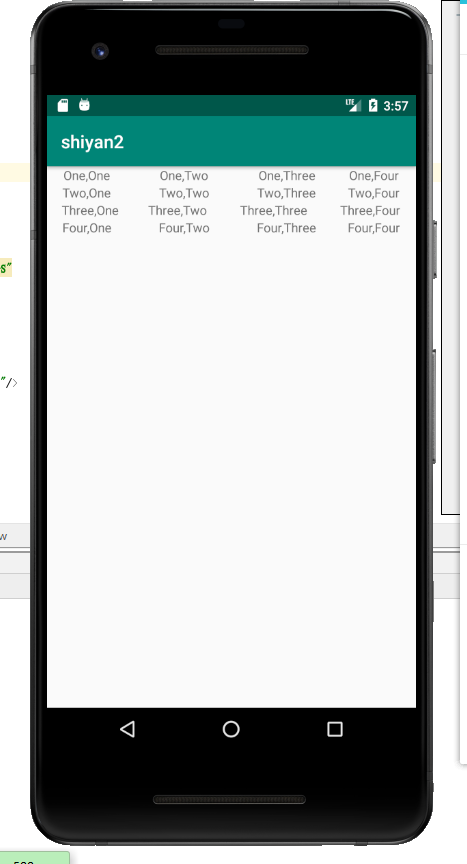 LTE 3:57
shiyan2
One,One One,Two One,Three One,Four
Two,One Two,Two Two,Three Two,Four
Three,One Three,Two Three,Three Three,Four
Four,One Four,Two Four,Three Four,Four
s"
"/>
w